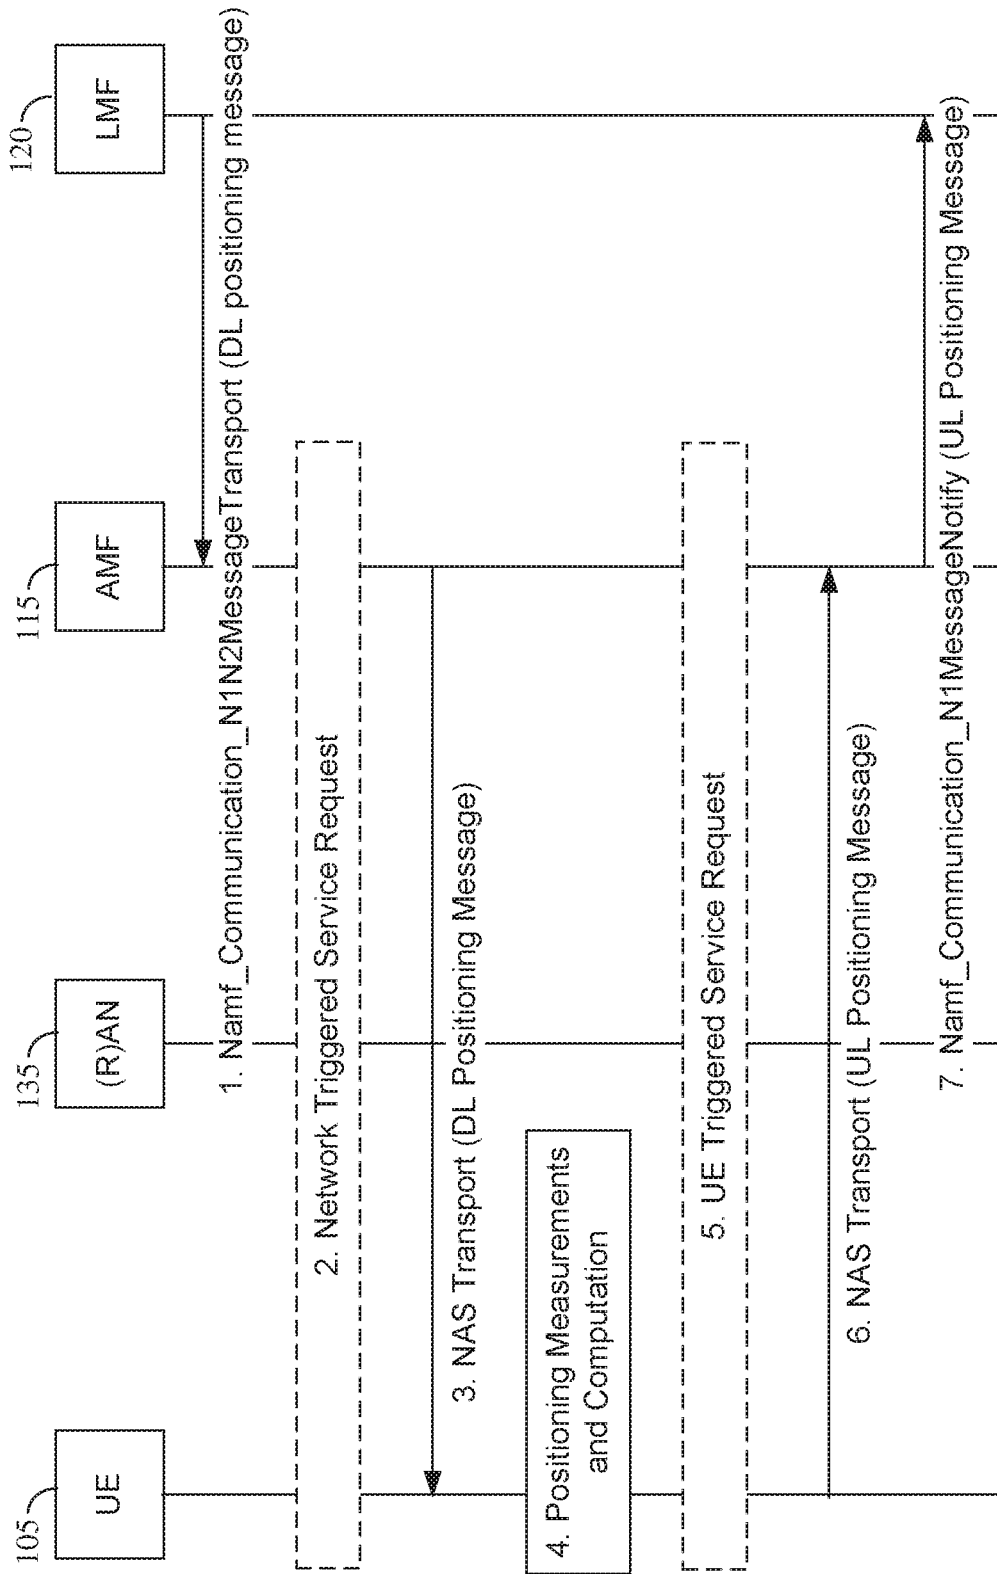 105
UE
135
(R)AN
115
AMF
120
LMF
1. Namf_Communication_N1N2MessageTransport (DL positioning message)
2. Network Triggered Service Request
3. NAS Transport (DL Positioning Message)
4. Positioning Measurements
and Computation
5. UE Triggered Service Request
6. NAS Transport (UL Positioning Message)
7. Namf_Communication_N1MessageNotify (UL Positioning Message)